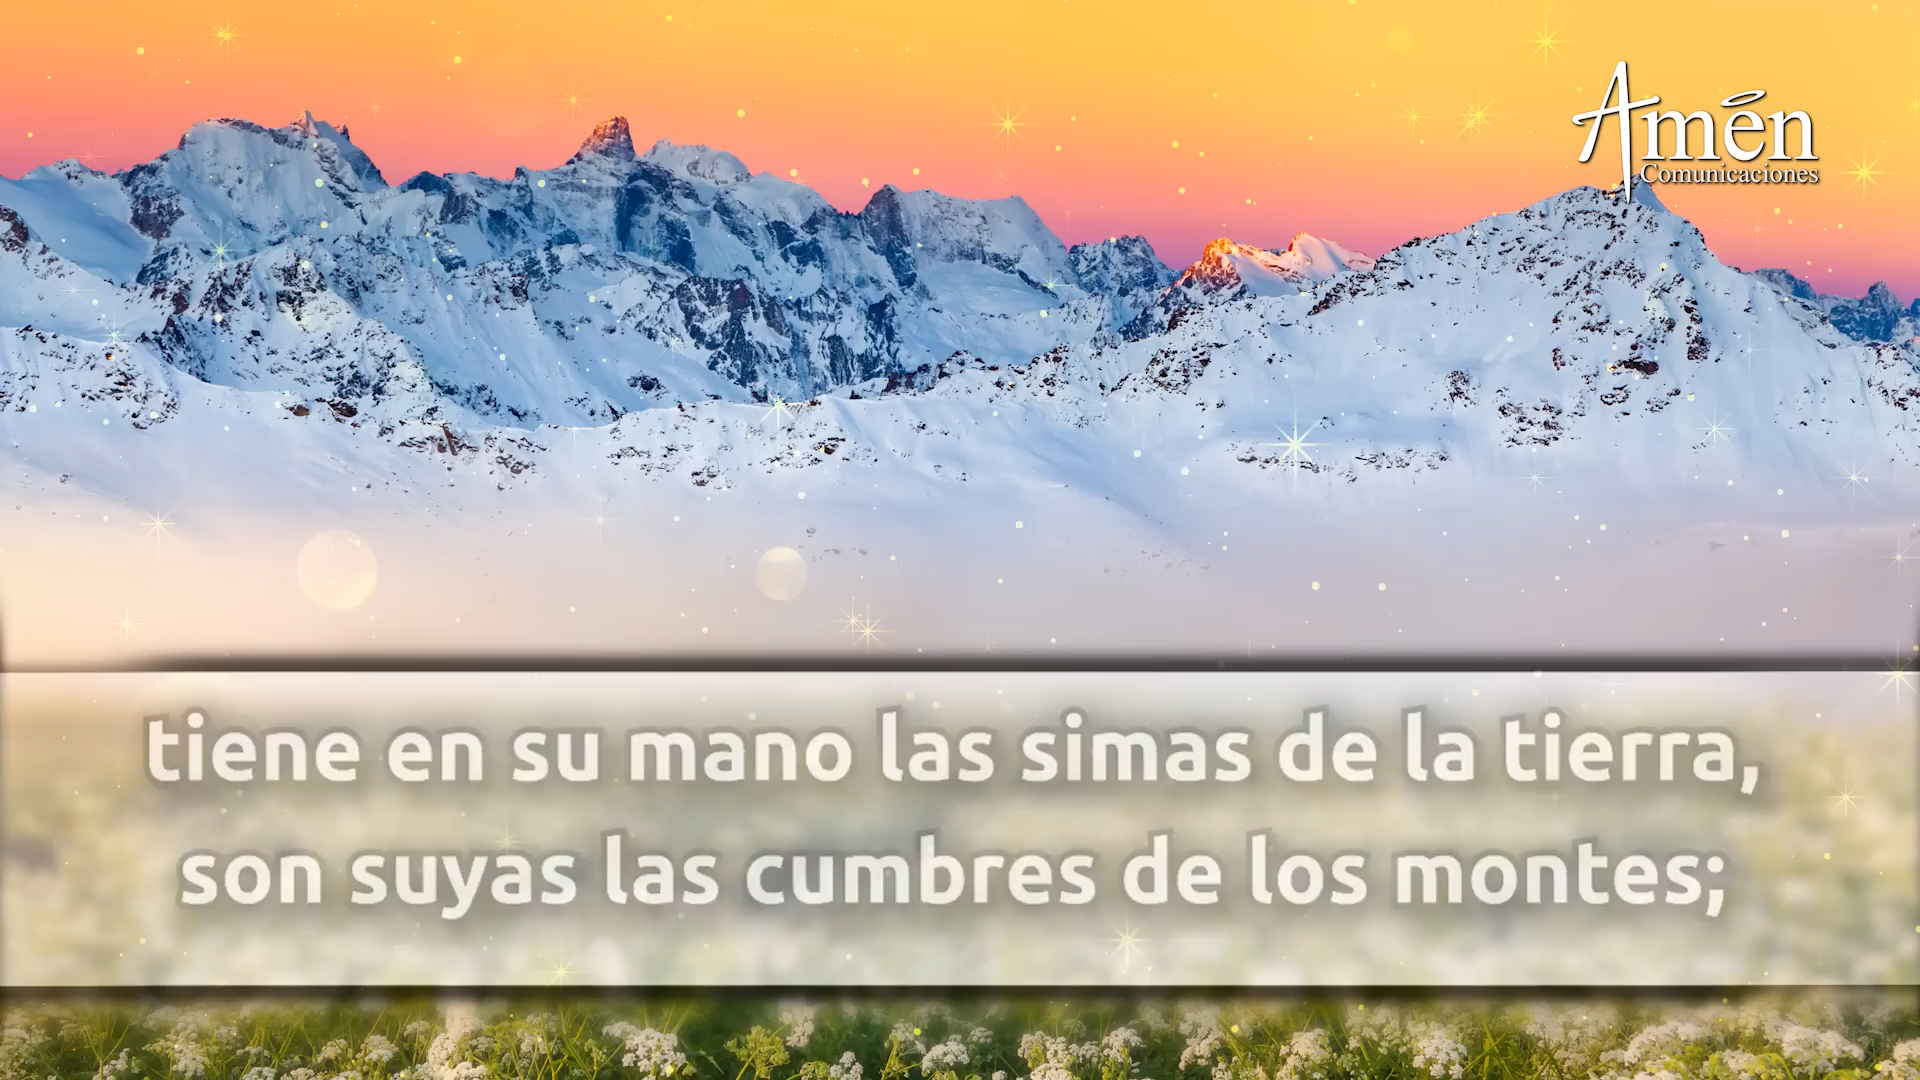 Amén
Comunicaciones
tiene en su mano las simas de la tierra,
son suyas las cumbres de los montes;